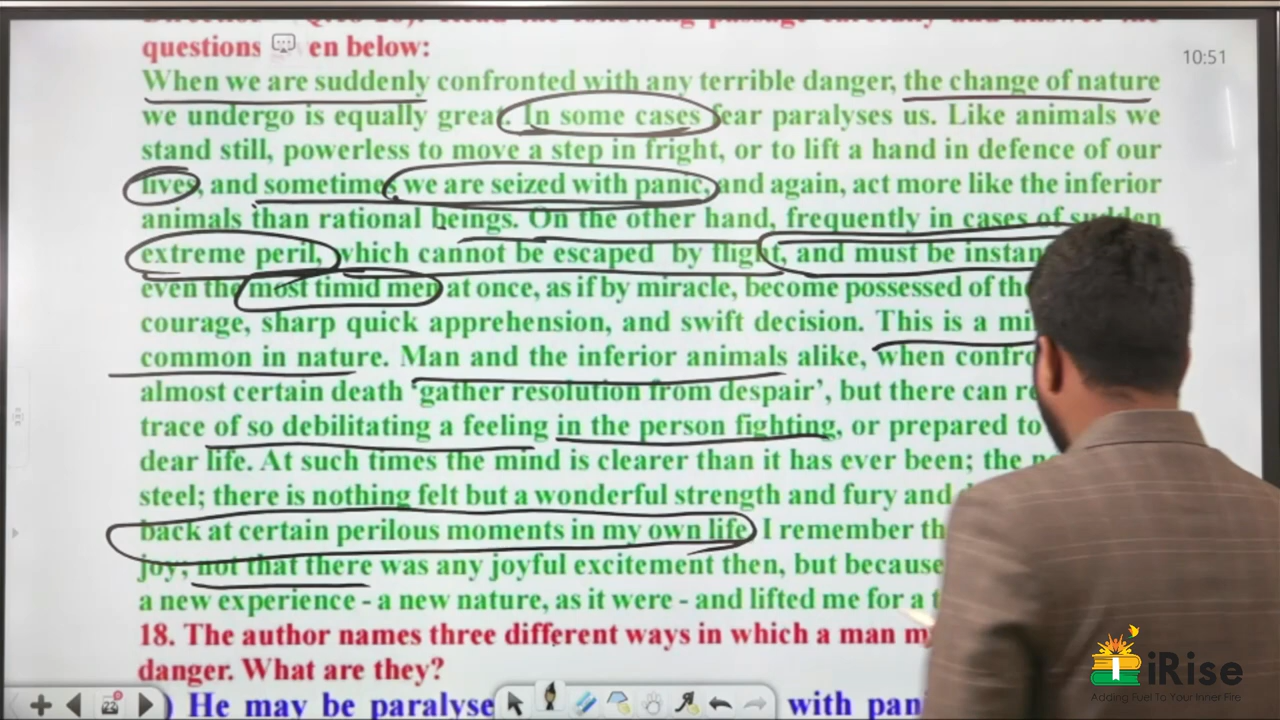 questions en below:
10:51
When we are suddenly confronted with any terrible danger, the change of nature
we undergo is equally great. In some cases fear paralyses us. Like animals we
stand still, powerless to move a step in fright, or to lift a hand in defence of our
lives, and sometimes we are seized with panic, and again, act more like the inferior
animals than rational beings. On the other hand, frequently in cases of sudden
extreme peril, which cannot be escaped by flight, and must be instan
even the most timid men at once, as if by miracle, become possessed of the
courage, sharp quick apprehension, and swift decision. This is a mi
common in nature. Man and the inferior animals alike, when confro
almost certain death 'gather resolution from despair', but there can re
trace of so debilitating a feeling in the person fighting, or prepared to
dear life. At such times the mind is clearer than it has ever been; the
steel; there is nothing felt but a wonderful strength and fury and
back at certain perilous moments in my own life, I remember th
joy; not that there was any joyful excitement then, but because
a new experience - a new nature, as it were - and lifted me for a t
18. The author names three different ways in which a man m
danger. What are they?
) He may be paralyse with pan
22
iRise
Adding Fuel To Your Inner Fire